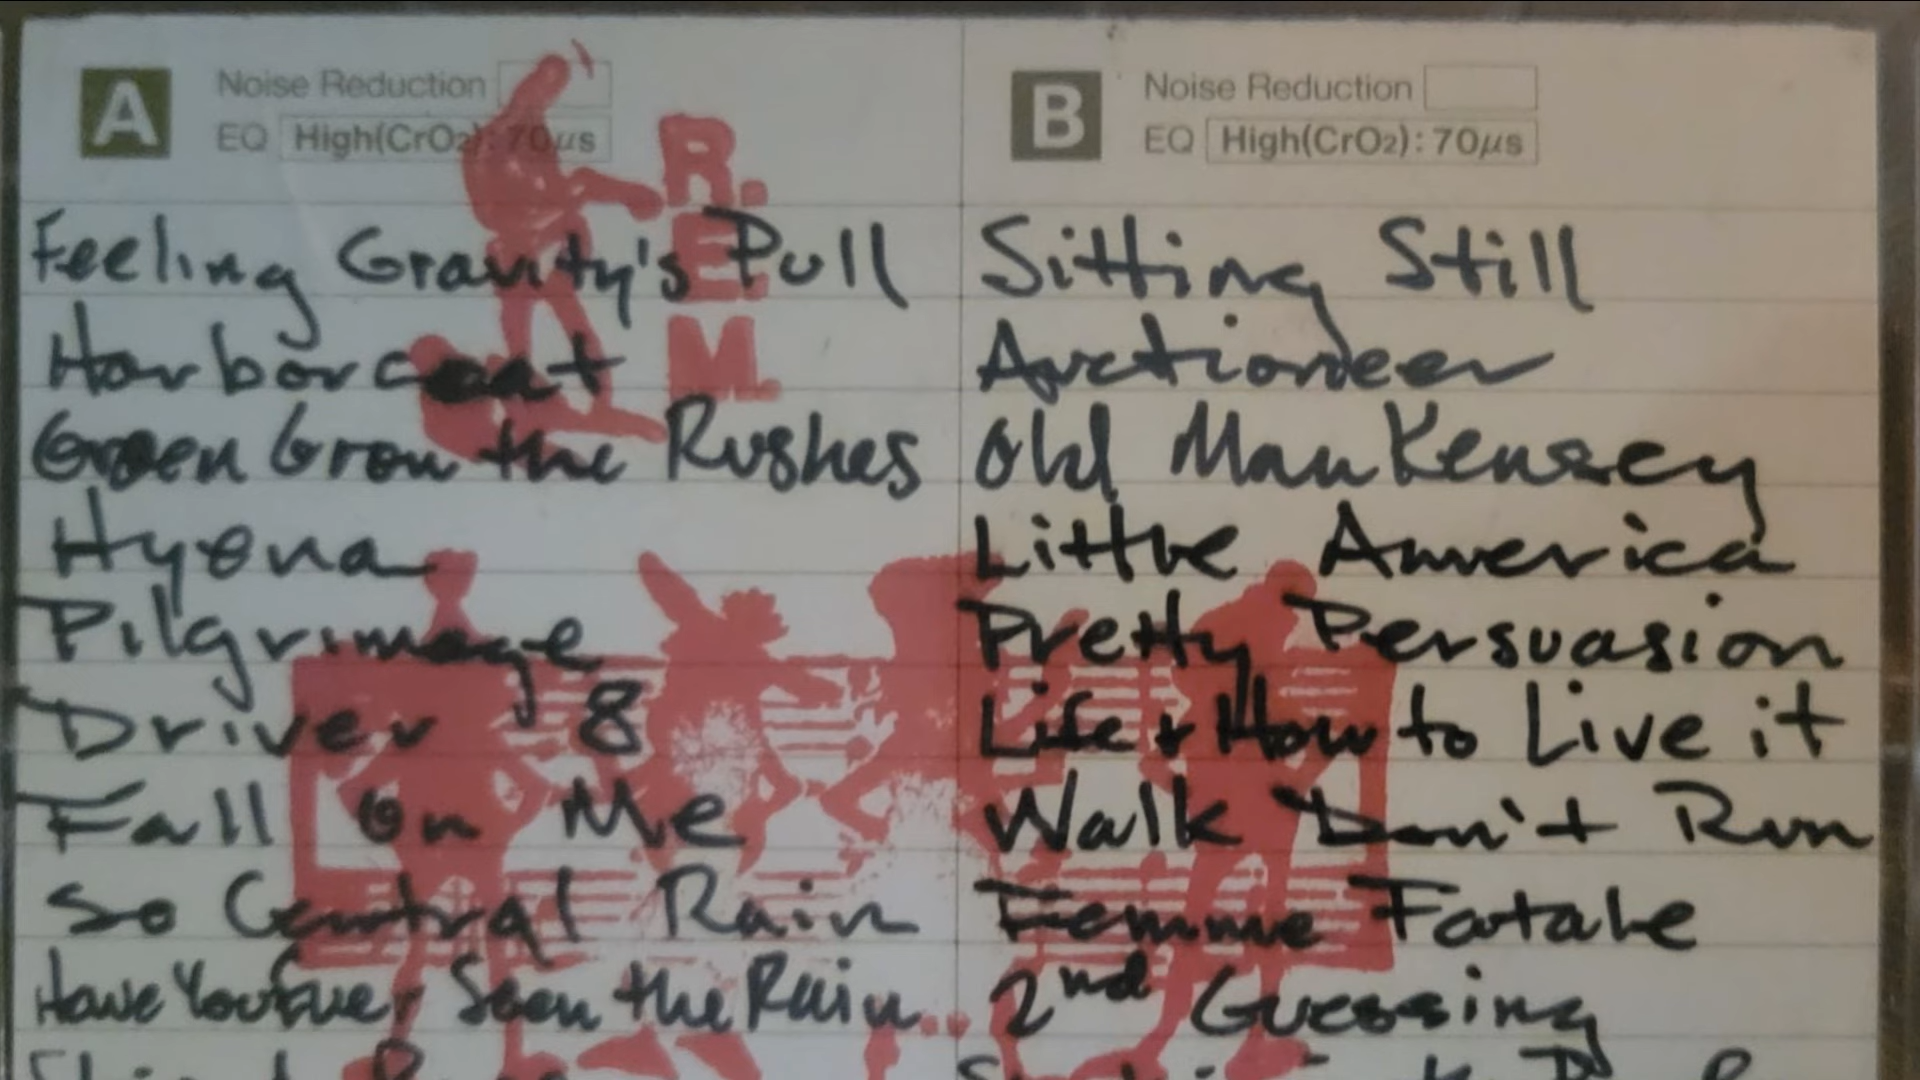 A
Noise Reduction
EQ High(CrO2): 70μs
R.
E.
M.
Feeling Gravity's Pull
Harborcoat
Green Grow the Rushes
Hyena
Pilgrimage
Driver 8
Fall On Me
So Central Rain
Have You Ever Seen the Rain
B
Noise Reduction
EQ High(CrO2): 70μs
Sitting Still
Auctioneer
Old Man Kensey
Little America
Pretty Persuasion
Life + How to Live it
Walk Don't Run
Femme Fatale
2nd Guessing